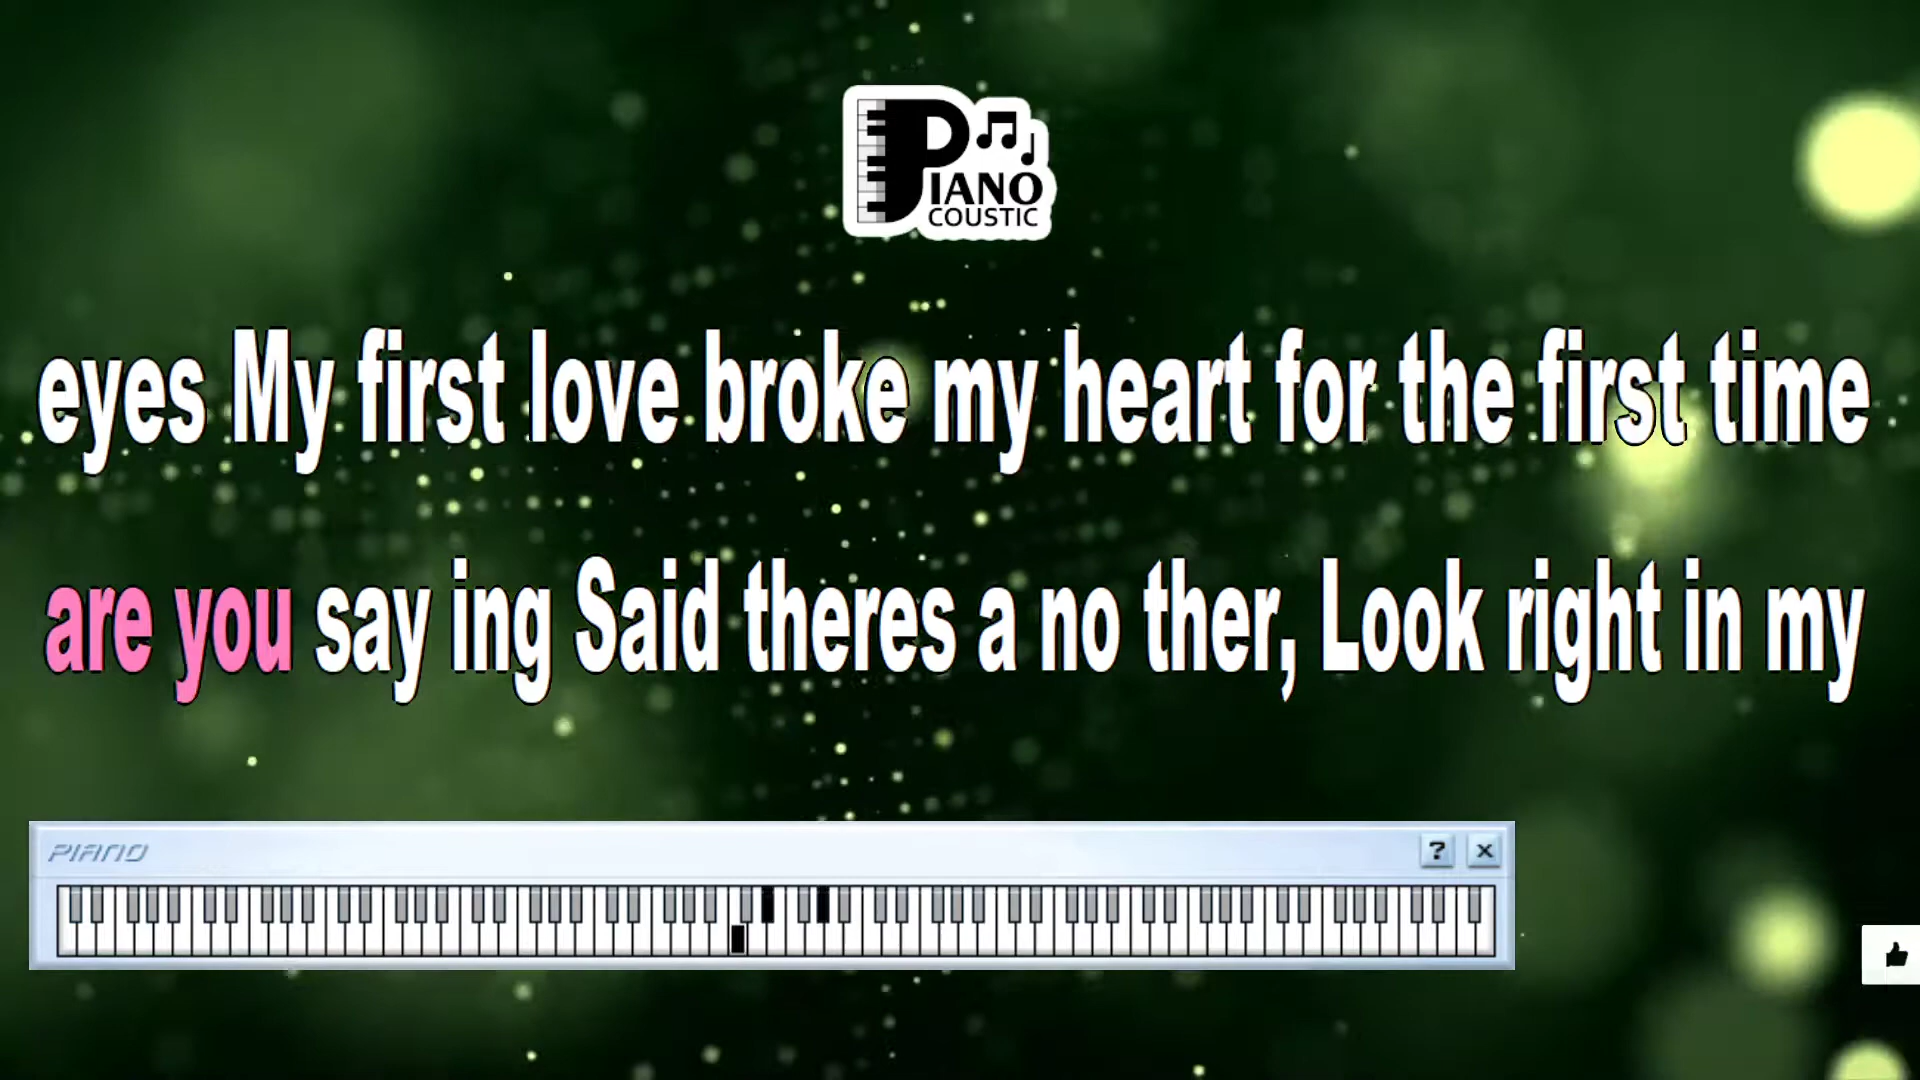 PIANO
COUSTIC
eyes My first love broke my heart for the first time
are you say ing Said theres a no ther, Look right in my
PIANO
? x